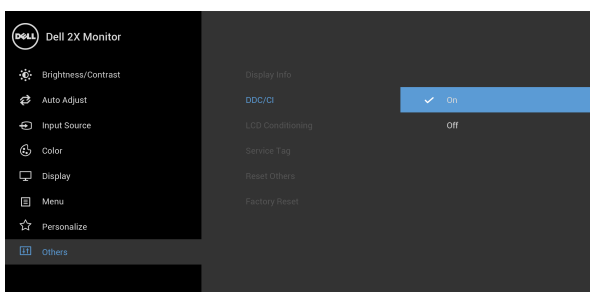 DELL Dell 2X Monitor
Brightness/Contrast
Auto Adjust
Input Source
Color
Display
Menu
Personalize
Others
Display Info
DDC/CI
LCD Conditioning
Service Tag
Reset Others
Factory Reset
On
Off